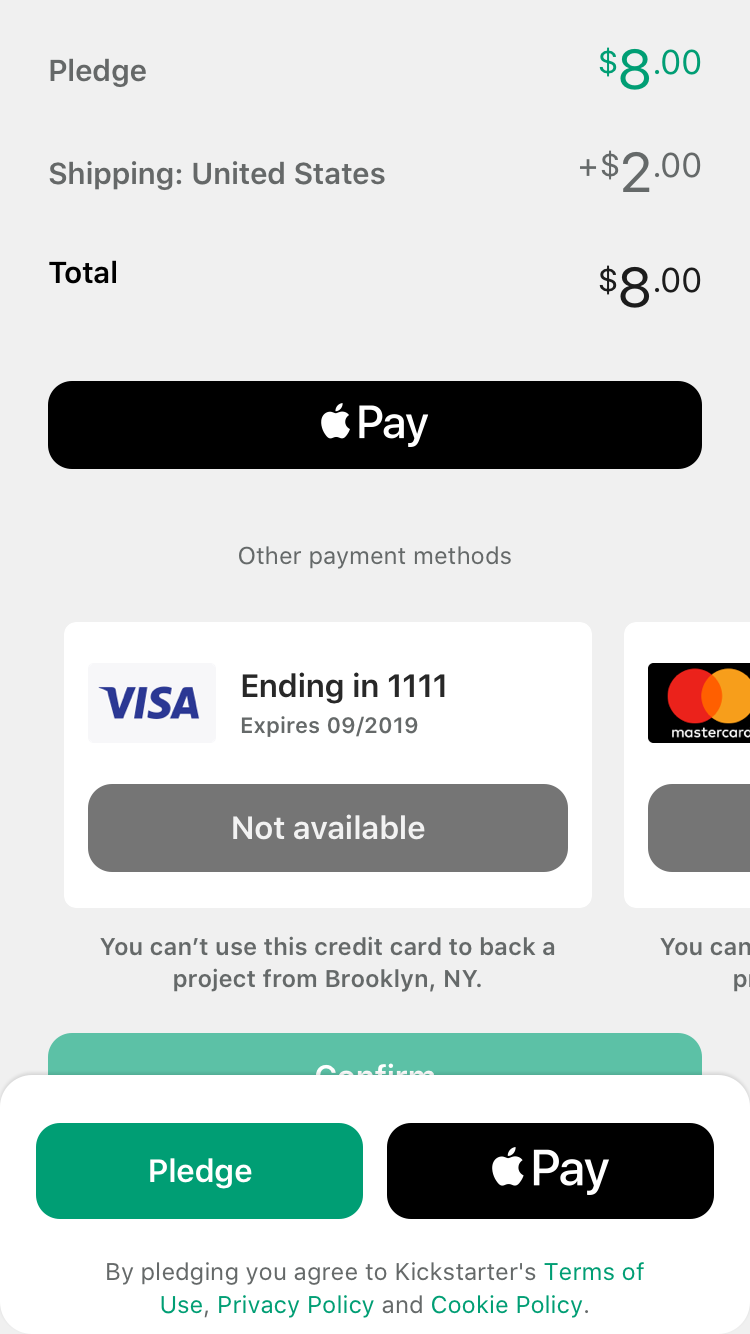 Pledge $8.00
Shipping: United States +$2.00
Total $8.00
Pay
Other payment methods
VISA Ending in 1111
Expires 09/2019
mastercard
Not available
You can’t use this credit card to back a
project from Brooklyn, NY.
You can
Confirm
Pledge Pay
By pledging you agree to Kickstarter's Terms of
Use, Privacy Policy and Cookie Policy.